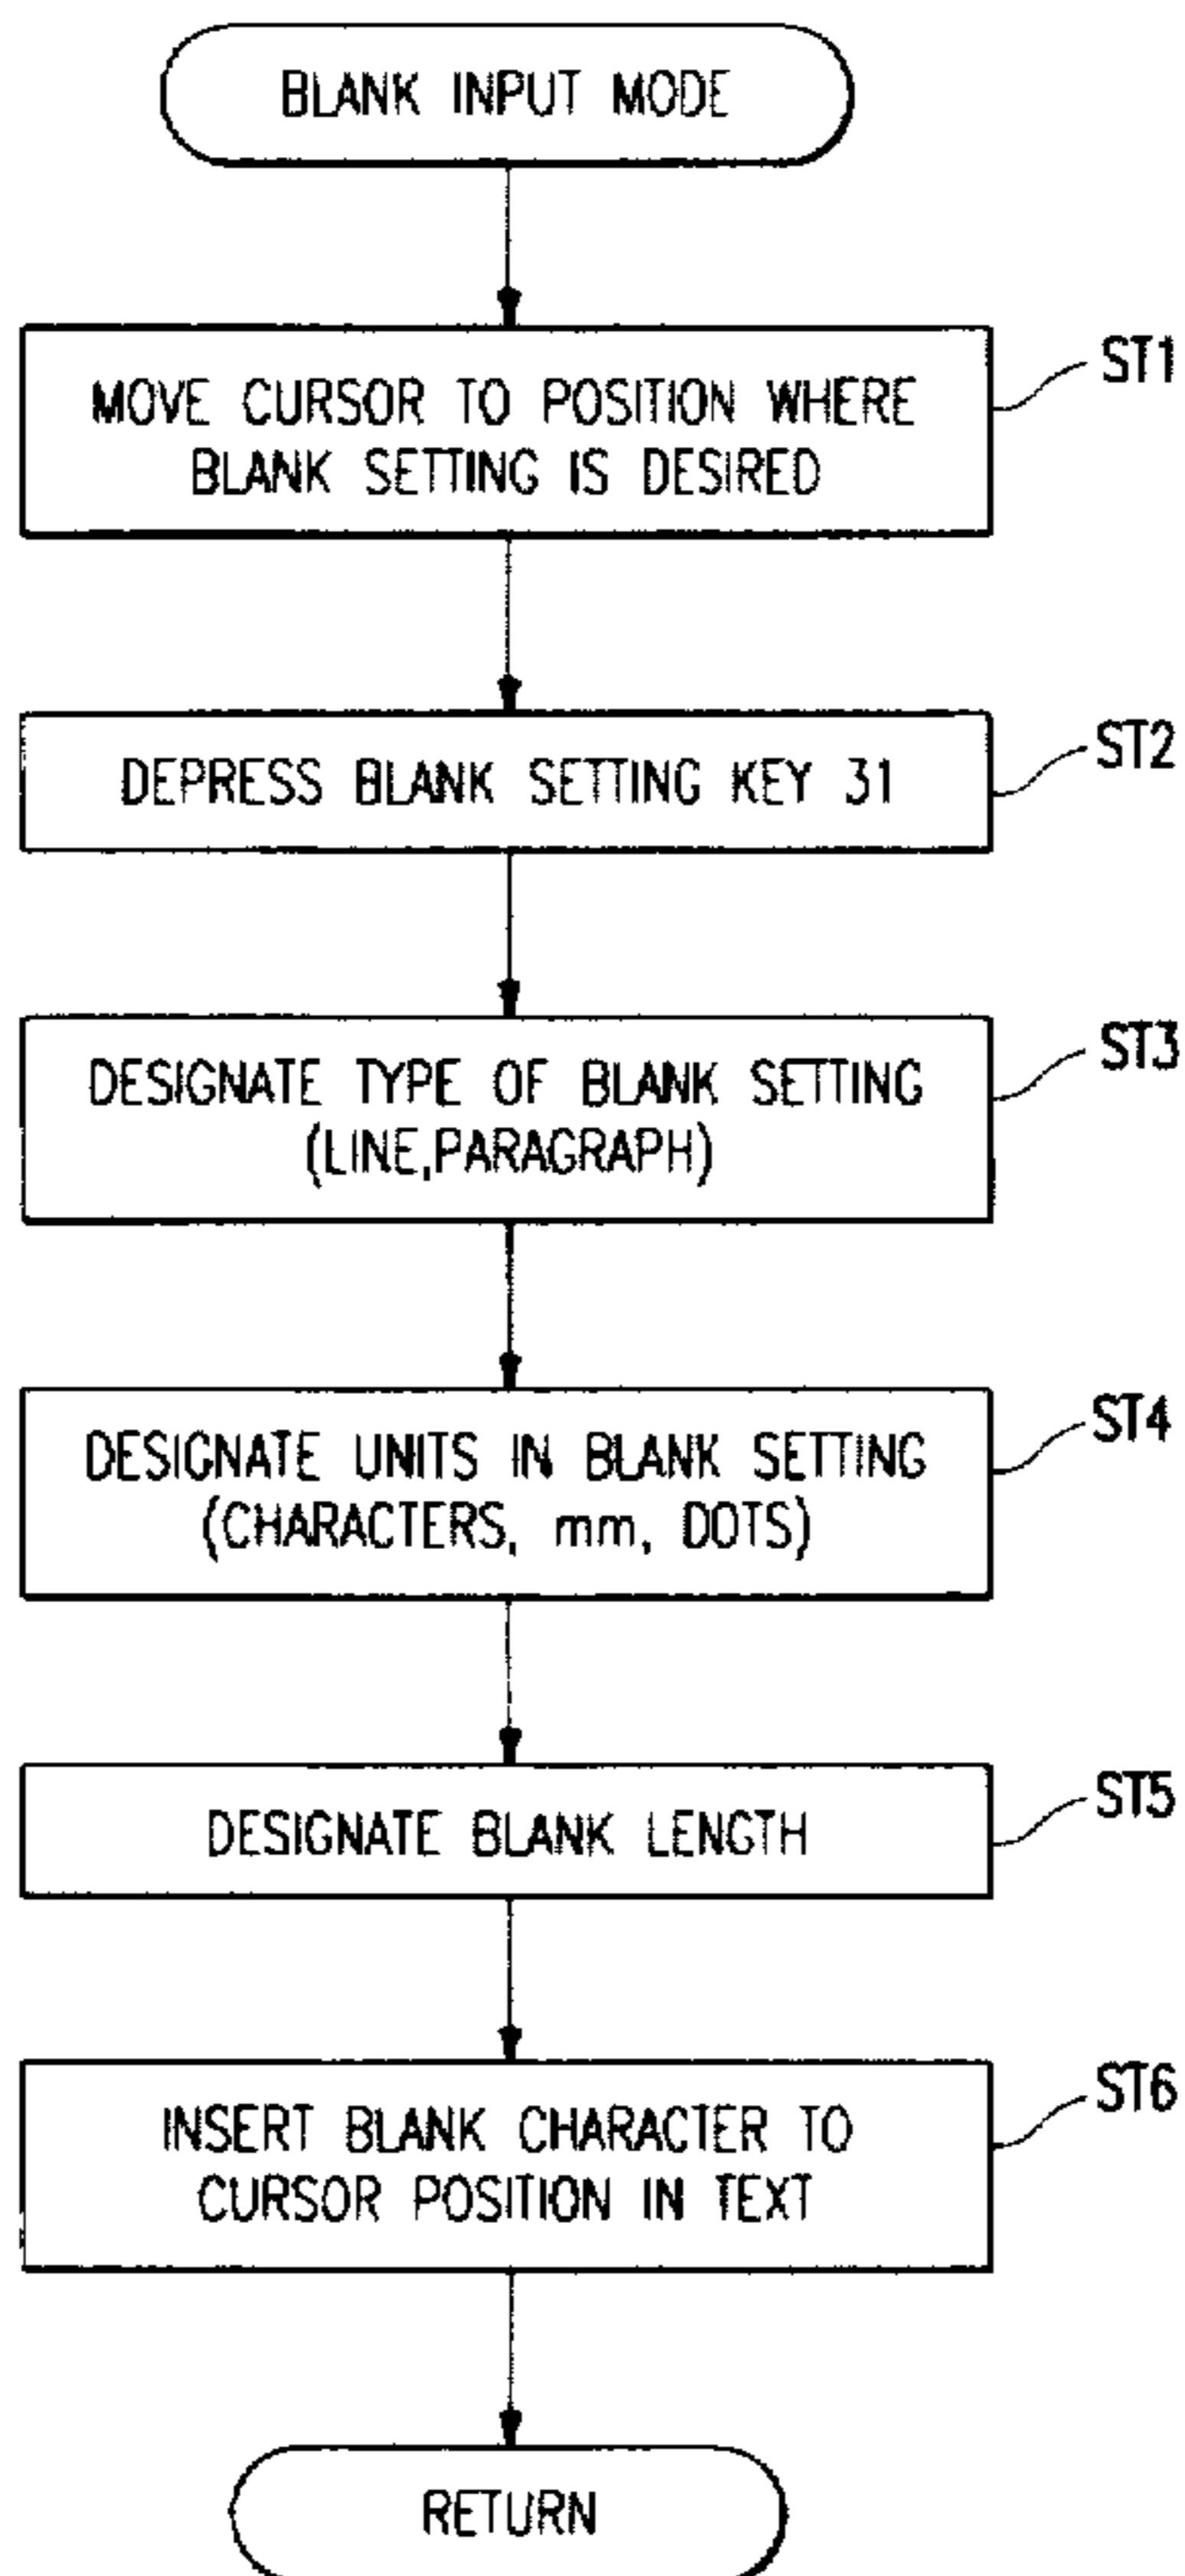 BLANK INPUT MODE
MOVE CURSOR TO POSITION WHERE
BLANK SETTING IS DESIRED
ST1
DEPRESS BLANK SETTING KEY 31
ST2
DESIGNATE TYPE OF BLANK SETTING
(LINE,PARAGRAPH)
ST3
DESIGNATE UNITS IN BLANK SETTING
(CHARACTERS, mm, DOTS)
ST4
DESIGNATE BLANK LENGTH
ST5
INSERT BLANK CHARACTER TO
CURSOR POSITION IN TEXT
ST6
RETURN